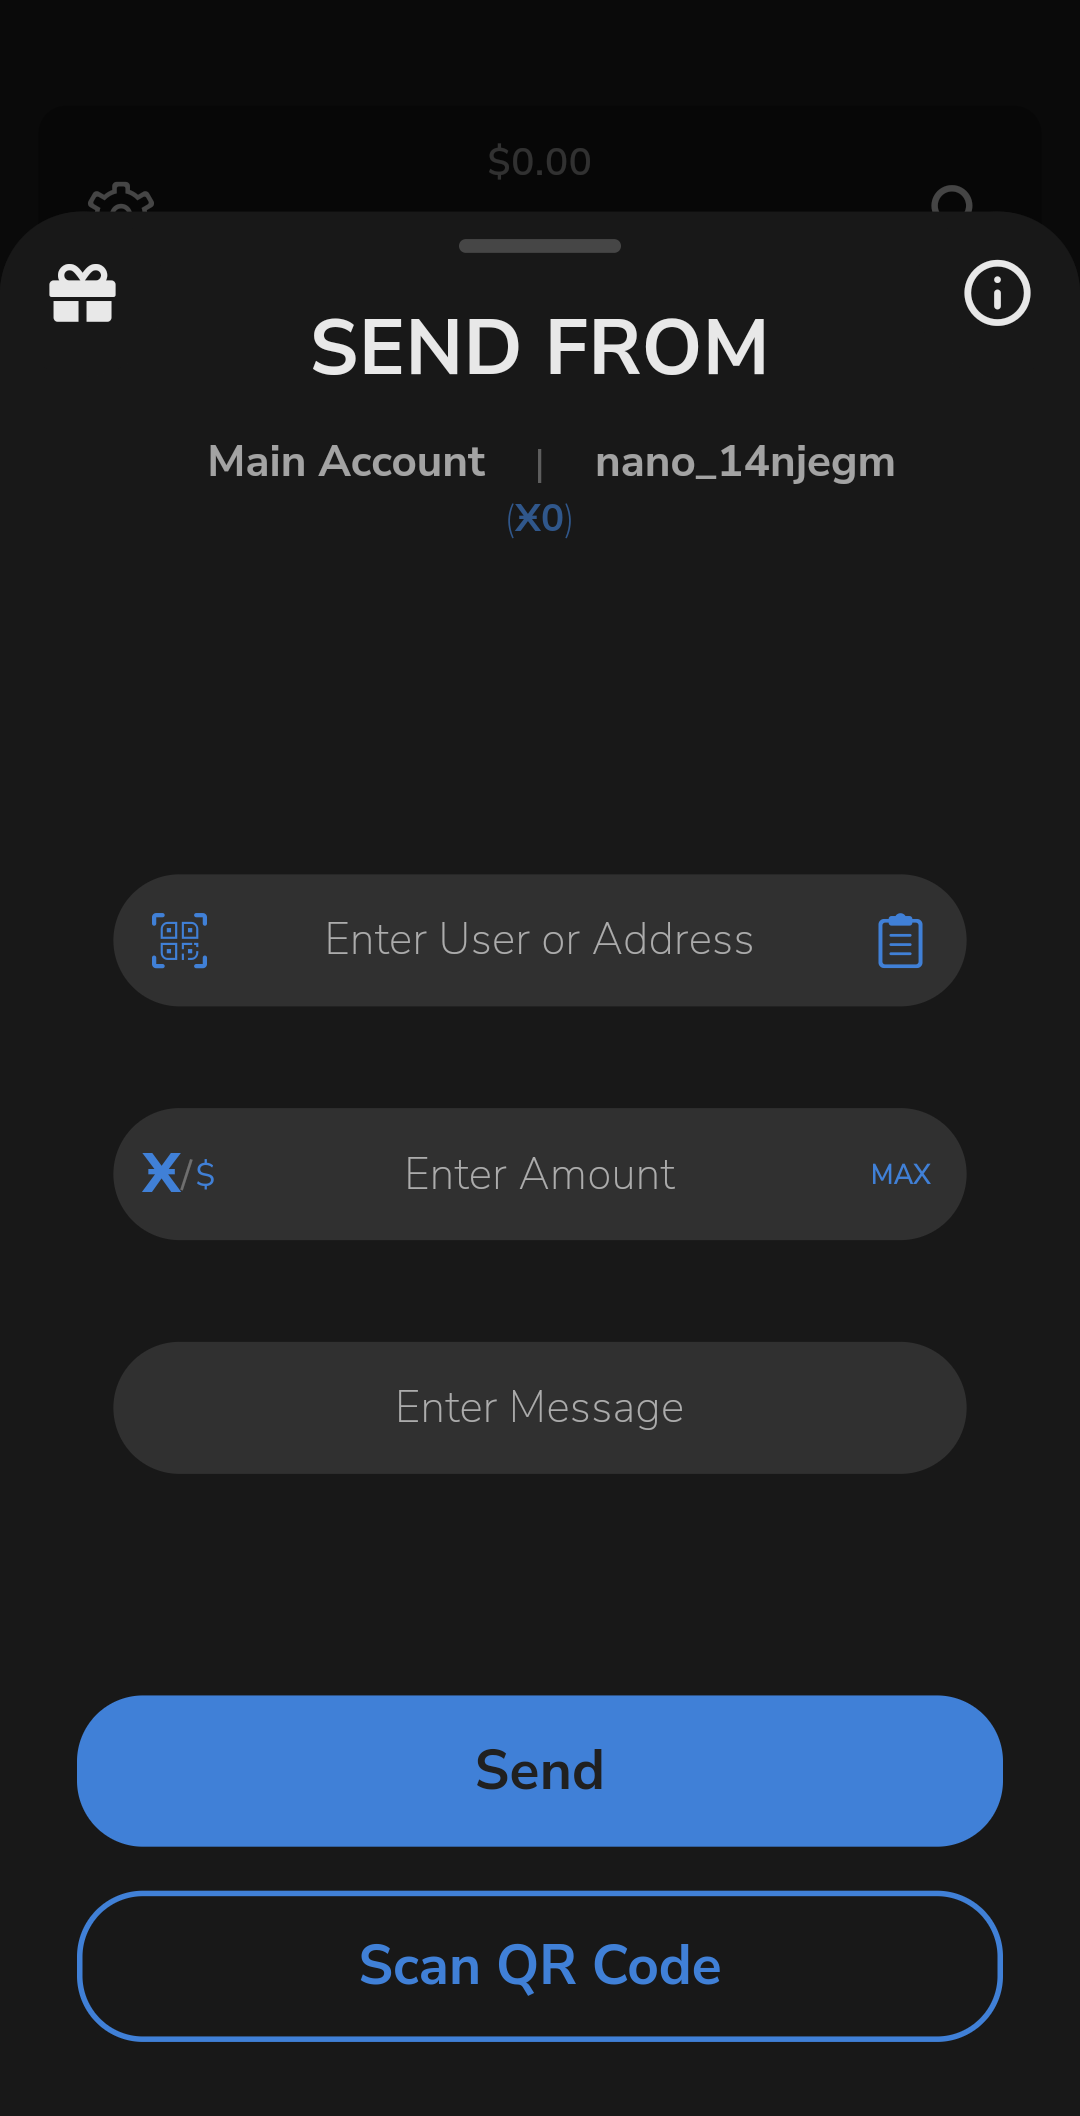 $0.00
SEND FROM
Main Account | nano_14njegm
(Ӿ0)
Enter User or Address
Ӿ/$ Enter Amount MAX
Enter Message
Send
Scan QR Code